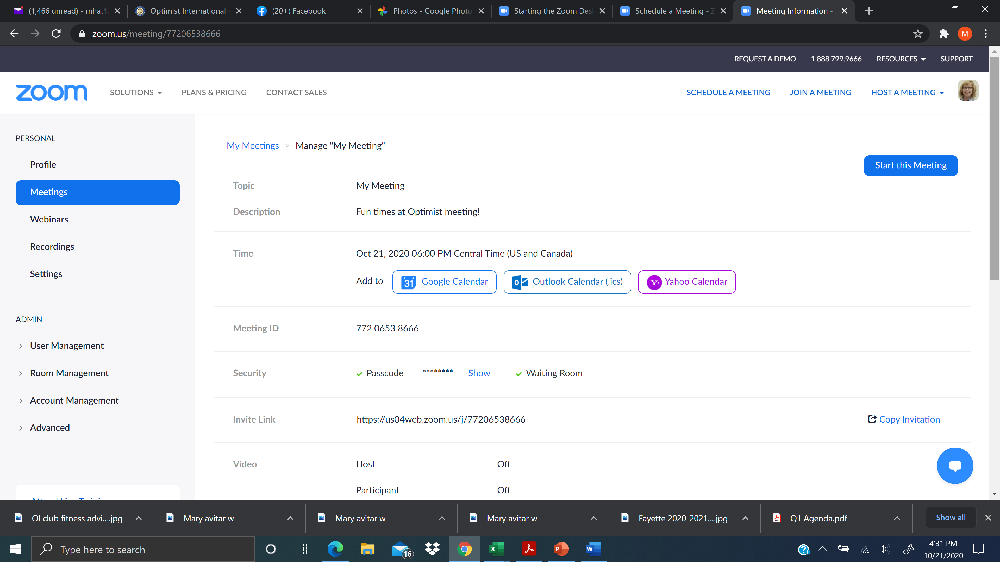 (1,466 unread) - mhat1 Optimist International - (20+) Facebook Photos - Google Photo Starting the Zoom Des Schedule a Meeting - Z Meeting Information -
zoom.us/meeting/77206538666 M
REQUEST A DEMO 1.888.799.9666 RESOURCES SUPPORT
zoom SOLUTIONS PLANS & PRICING CONTACT SALES SCHEDULE A MEETING JOIN A MEETING HOST A MEETING
PERSONAL
Profile
Meetings
Webinars
Recordings
Settings
ADMIN
User Management
Room Management
Account Management
Advanced
My Meetings > Manage "My Meeting"
Start this Meeting
Topic My Meeting
Description Fun times at Optimist meeting!
Time Oct 21, 2020 06:00 PM Central Time (US and Canada)
Add to 31 Google Calendar Outlook Calendar (.ics) Yahoo Calendar
Meeting ID 772 0653 8666
Security Passcode ******** Show Waiting Room
Invite Link https://us04web.zoom.us/j/77206538666 Copy Invitation
Video Host Off
Participant Off
OI club fitness advi....jpg Mary avitar w Mary avitar w Mary avitar w Fayette 2020-2021....jpg Q1 Agenda.pdf Show all
Type here to search 16 4:31 PM
10/21/2020